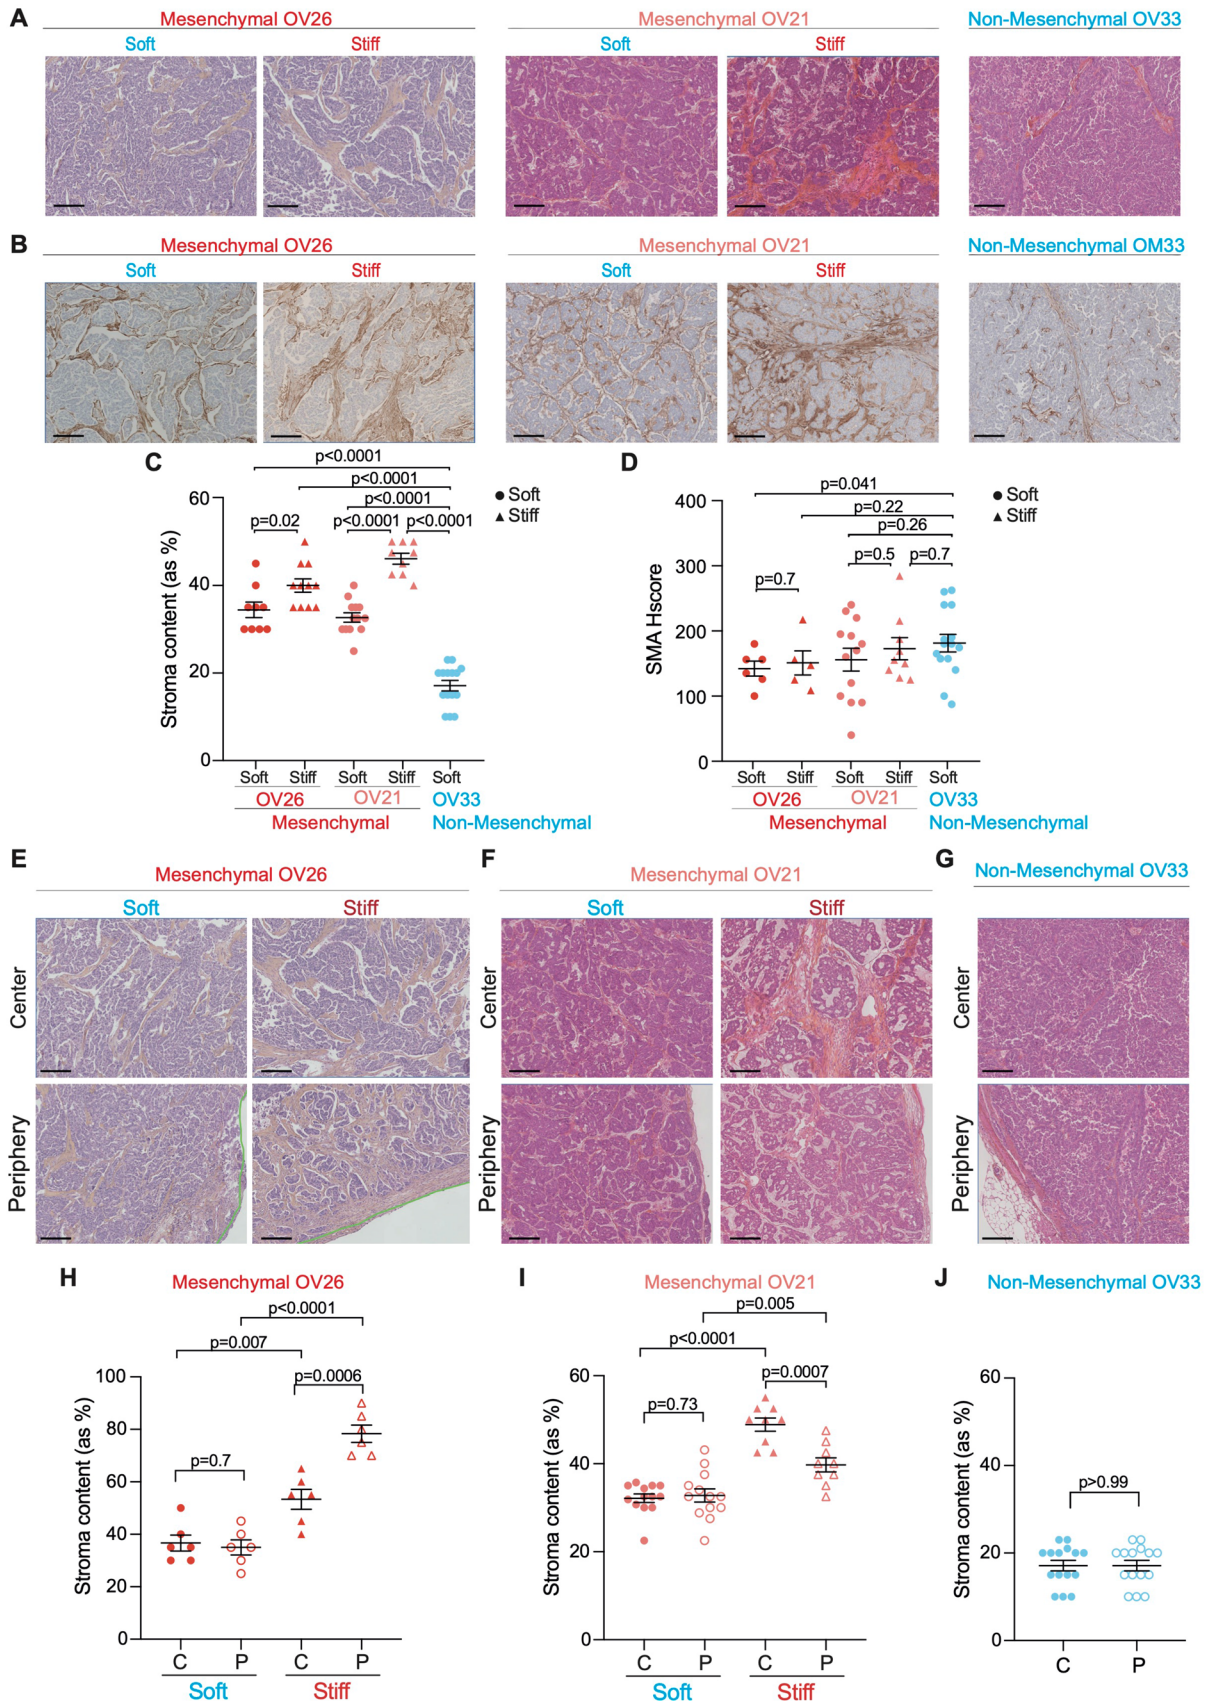 A
Mesenchymal OV26
Mesenchymal OV21
Non-Mesenchymal OV33
Soft
Stiff
Soft
Stiff
B
Mesenchymal OV26
Mesenchymal OV21
Non-Mesenchymal OM33
Soft
Stiff
Soft
Stiff
C
p<0.0001
p<0.0001
p<0.0001
p=0.02
p<0.0001
p<0.0001
Soft
Stiff
Stroma content (as %)
60
40
20
0
Soft
Stiff
Soft
Stiff
Soft
OV26
OV21
OV33
Mesenchymal
Non-Mesenchymal
D
p=0.041
p=0.22
p=0.26
p=0.5
p=0.7
p=0.7
Soft
Stiff
SMA Hscore
400
300
200
100
0
Soft
Stiff
Soft
Stiff
Soft
OV26
OV21
OV33
Mesenchymal
Non-Mesenchymal
E
Mesenchymal OV26
Soft
Stiff
Center
Periphery
F
Mesenchymal OV21
Soft
Stiff
Center
Periphery
G
Non-Mesenchymal OV33
Center
Periphery
H
Mesenchymal OV26
p<0.0001
p=0.007
p=0.0006
p=0.7
Stroma content (as %)
100
80
60
40
20
0
C
P
C
P
Soft
Stiff
I
Mesenchymal OV21
p=0.005
p<0.0001
p=0.0007
p=0.73
Stroma content (as %)
60
40
20
0
C
P
C
P
Soft
Stiff
J
Non-Mesenchymal OV33
p>0.99
Stroma content (as %)
60
40
20
0
C
P